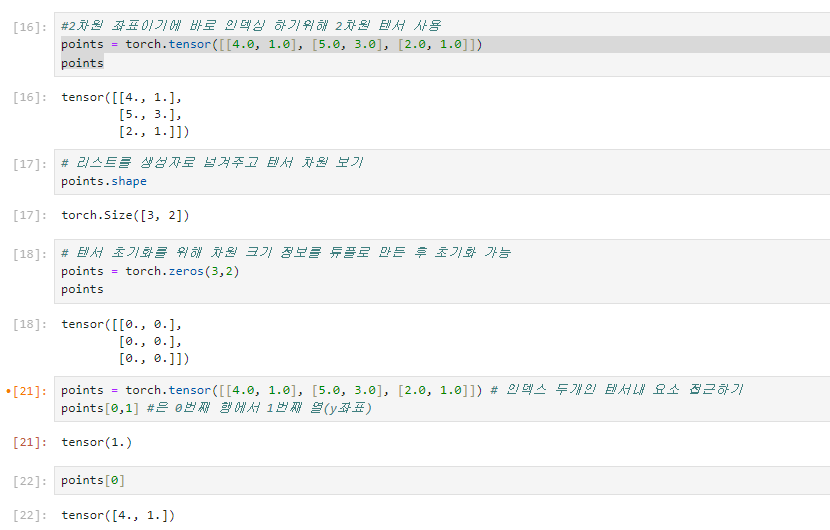 [16]: #2차원 좌표이기에 바로 인덱싱 하기위해 2차원 텐서 사용
points = torch.tensor([[4.0, 1.0], [5.0, 3.0], [2.0, 1.0]])
points
[16]: tensor([[4., 1.],
[5., 3.],
[2., 1.]])
[17]: # 리스트를 생성자로 넘겨주고 텐서 차원 보기
points.shape
[17]: torch.Size([3, 2])
[18]: # 텐서 초기화를 위해 차원 크기 정보를 튜플로 만든 후 초기화 가능
points = torch.zeros(3,2)
points
[18]: tensor([[0., 0.],
[0., 0.],
[0., 0.]])
•[21]: points = torch.tensor([[4.0, 1.0], [5.0, 3.0], [2.0, 1.0]]) # 인덱스 두개인 텐서내 요소 접근하기
points[0,1] #은 0번째 행에서 1번째 열(y좌표)
[21]: tensor(1.)
[22]: points[0]
[22]: tensor([4., 1.])